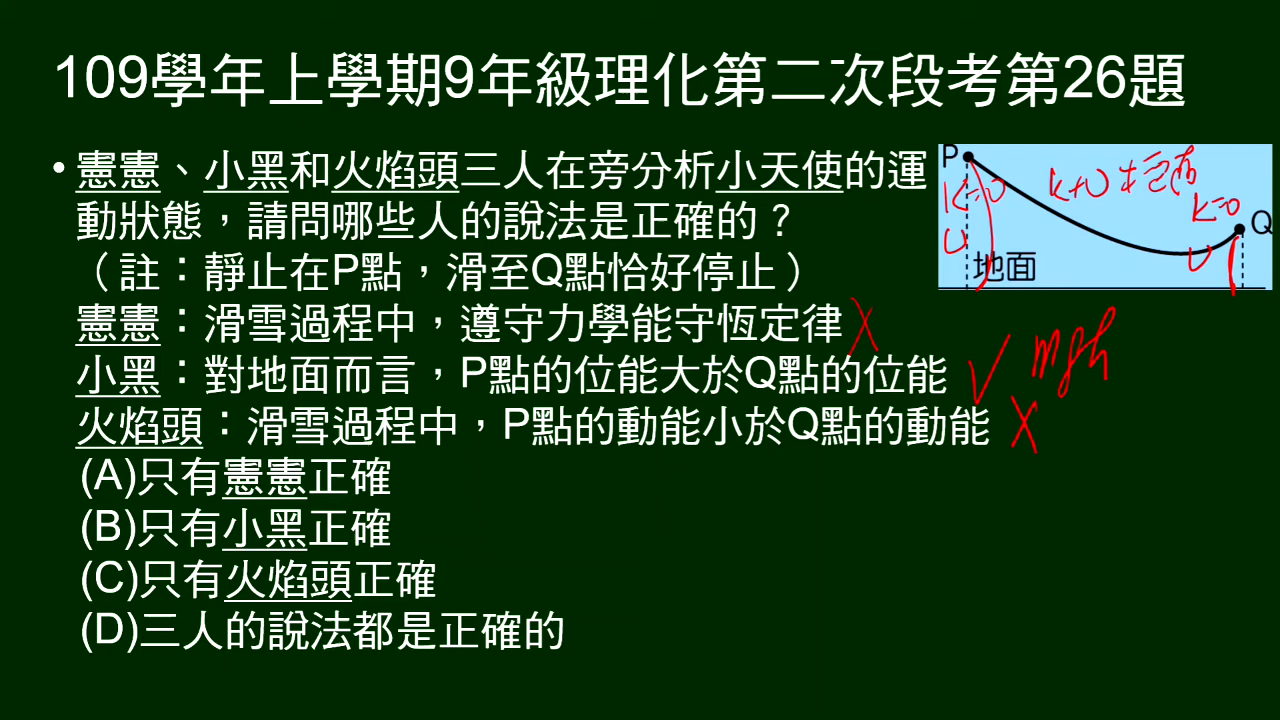 109學年上學期9年級理化第二次段考第26題
• 憲憲、小黑和火焰頭三人在旁分析小天使的運
動狀態，請問哪些人的說法是正確的？
（註：靜止在P點，滑至Q點恰好停止）
憲憲：滑雪過程中，遵守力學能守恆定律 X
小黑：對地面而言，P點的位能大於Q點的位能 ✓ mgh
火焰頭：滑雪過程中，P點的動能小於Q點的動能 X
(A)只有憲憲正確
(B)只有小黑正確
(C)只有火焰頭正確
(D)三人的說法都是正確的
P
K=0
U
地面
K+U
K=0
Q
U